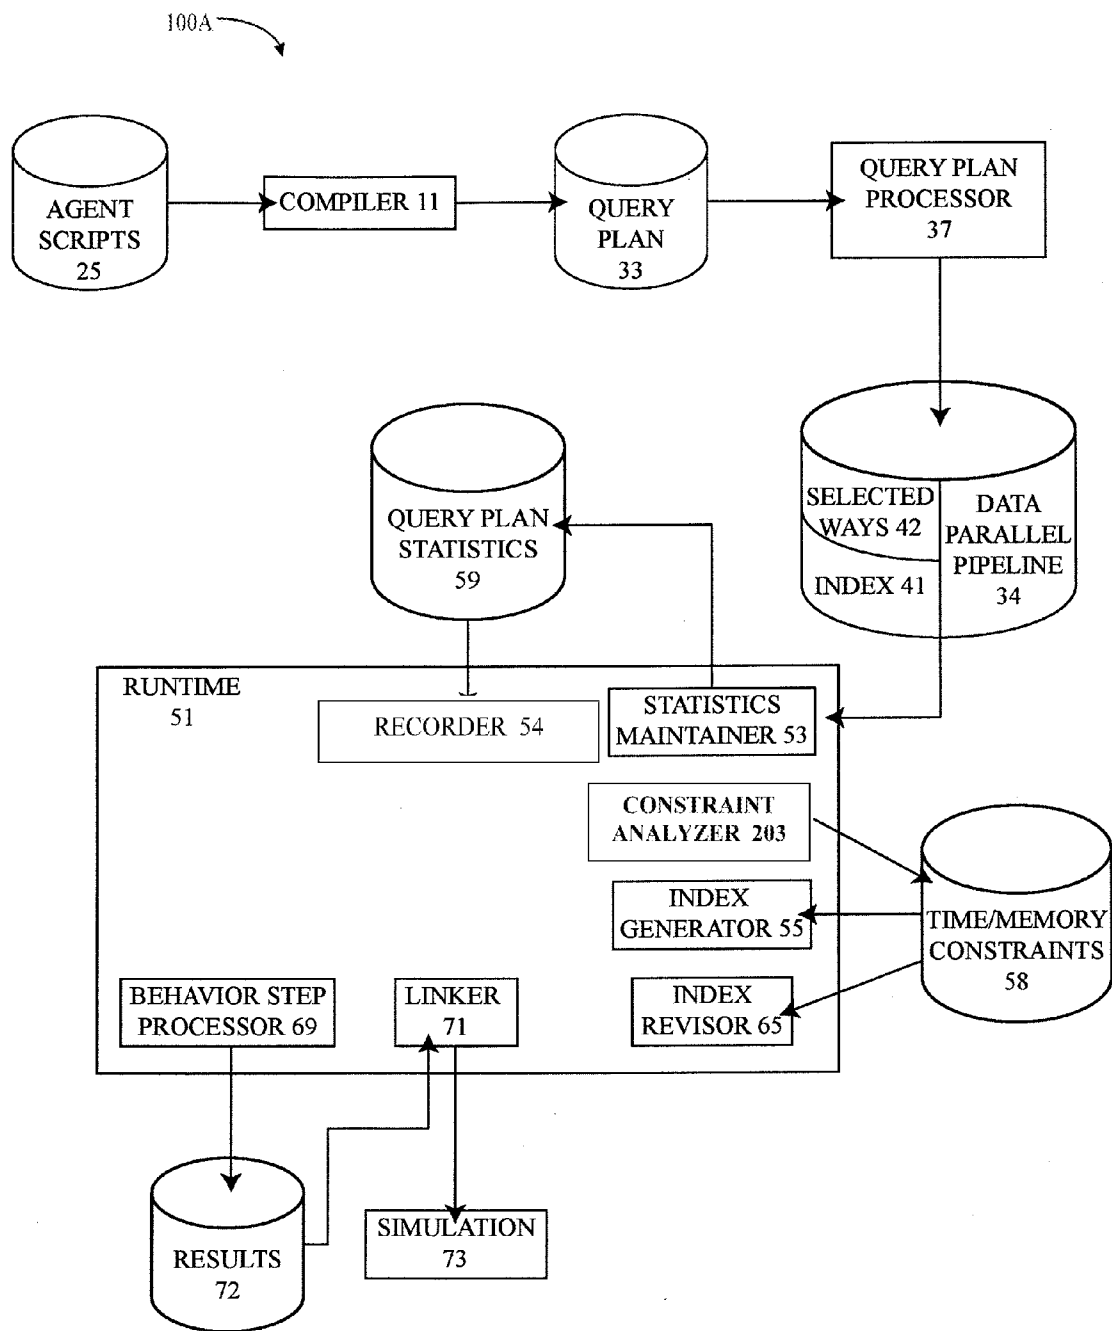 100A
AGENT
SCRIPTS
25
COMPILER 11
QUERY
PLAN
33
QUERY PLAN
PROCESSOR
37
SELECTED
WAYS 42
INDEX 41
DATA
PARALLEL
PIPELINE
34
QUERY PLAN
STATISTICS
59
RUNTIME
51
RECORDER 54
STATISTICS
MAINTAINER 53
CONSTRAINT
ANALYZER 203
INDEX
GENERATOR 55
TIME/MEMORY
CONSTRAINTS
58
BEHAVIOR STEP
PROCESSOR 69
LINKER
71
INDEX
REVISOR 65
RESULTS
72
SIMULATION
73